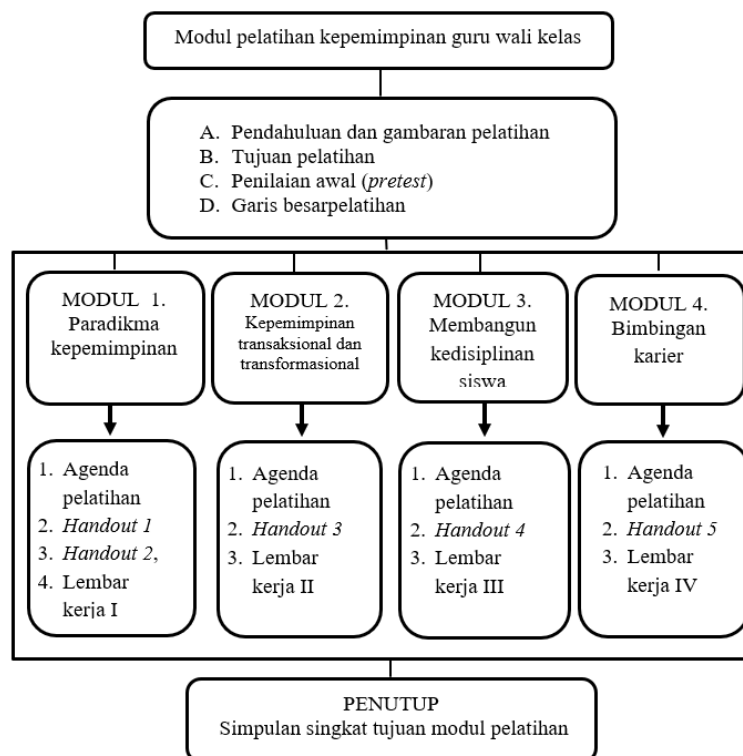 Modul pelatihan kepemimpinan guru wali kelas
A. Pendahuluan dan gambaran pelatihan
B. Tujuan pelatihan
C. Penilaian awal (pretest)
D. Garis besarpelatihan
MODUL 1.
Paradikma
kepemimpinan
MODUL 2.
Kepemimpinan
transaksional dan
transformasional
MODUL 3.
Membangun
kedisiplinan
siswa
MODUL 4.
Bimbingan
karier
1. Agenda
pelatihan
2. Handout 1
3. Handout 2,
4. Lembar
kerja I
1. Agenda
pelatihan
2. Handout 3
3. Lembar
kerja II
1. Agenda
pelatihan
2. Handout 4
3. Lembar
kerja III
1. Agenda
pelatihan
2. Handout 5
3. Lembar
kerja IV
PENUTUP
Simpulan singkat tujuan modul pelatihan